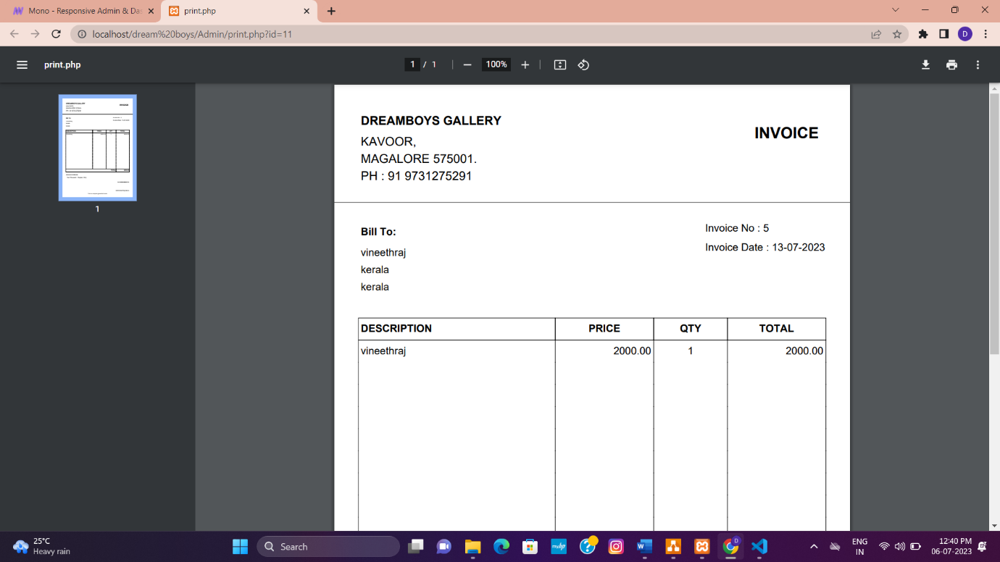 Mono - Responsive Admin & Das
print.php
localhost/dream%20boys/Admin/print.php?id=11
D
print.php
1 / 1
100%
DREAMBOYS GALLERY
INVOICE
KAVOOR,
MAGALORE 575001.
PH : 91 9731275291
1
Bill To:
Invoice No : 5
vineethraj
Invoice Date : 13-07-2023
kerala
kerala
DESCRIPTION PRICE QTY TOTAL
vineethraj 2000.00 1 2000.00
25°C
Heavy rain
Search
myhp
D
ENG
IN
12:40 PM
06-07-2023